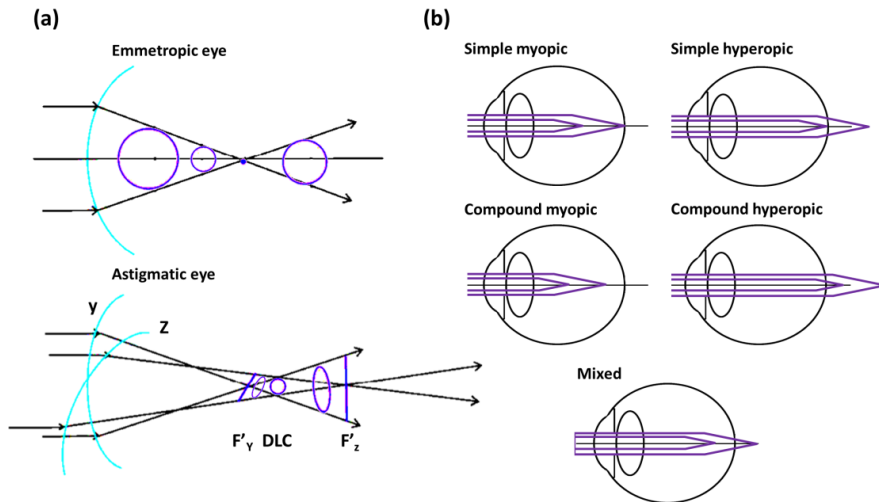 (a)
Emmetropic eye
Astigmatic eye
y
Z
F'Y DLC F'z
(b)
Simple myopic
Simple hyperopic
Compound myopic
Compound hyperopic
Mixed